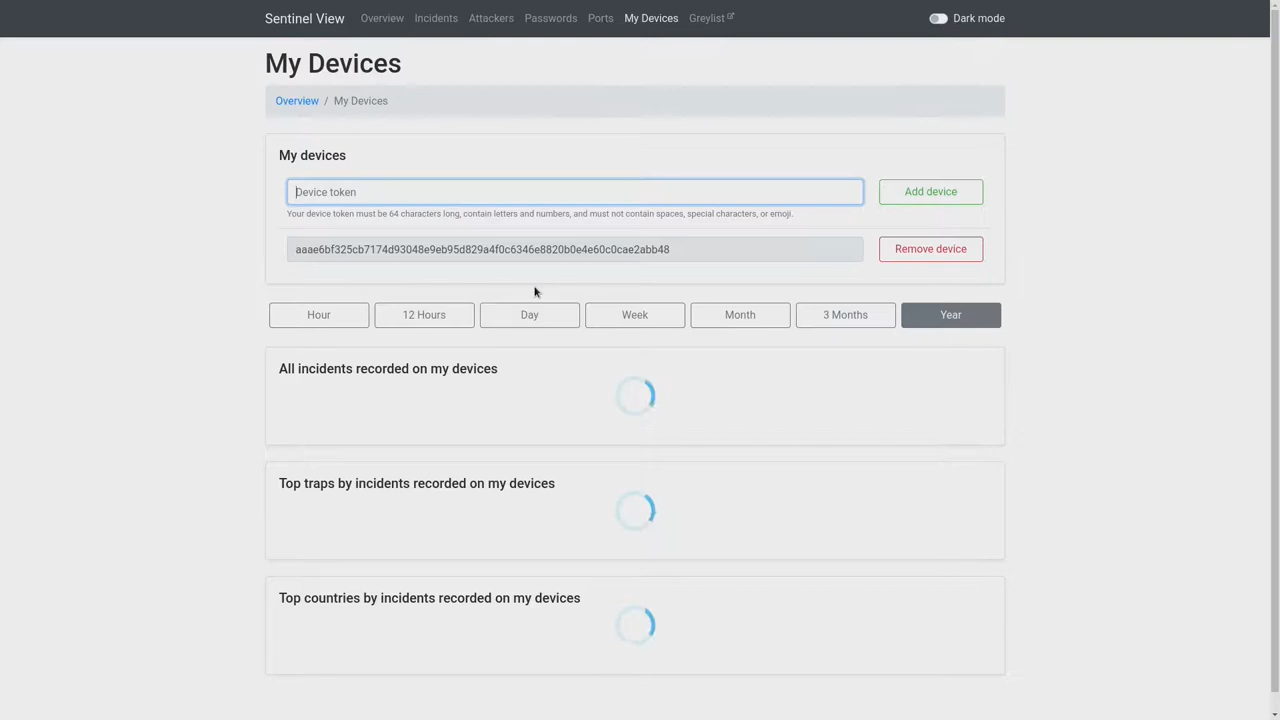 Sentinel View Overview Incidents Attackers Passwords Ports My Devices Greylist Dark mode
My Devices
Overview / My Devices
My devices
Device token Add device
Your device token must be 64 characters long, contain letters and numbers, and must not contain spaces, special characters, or emoji.
aaae6bf325cb7174d93048e9eb95d829a4f0c6346e8820b0e4e60c0cae2abb48 Remove device
Hour 12 Hours Day Week Month 3 Months Year
All incidents recorded on my devices
Top traps by incidents recorded on my devices
Top countries by incidents recorded on my devices